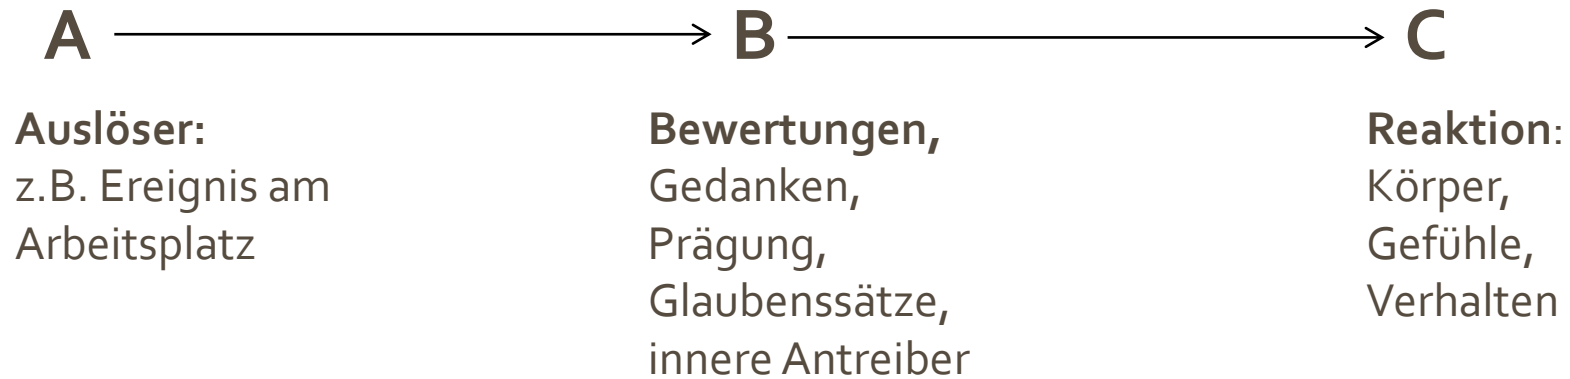 A B C
Auslöser:
z.B. Ereignis am
Arbeitsplatz
Bewertungen,
Gedanken,
Prägung,
Glaubenssätze,
innere Antreiber
Reaktion:
Körper,
Gefühle,
Verhalten